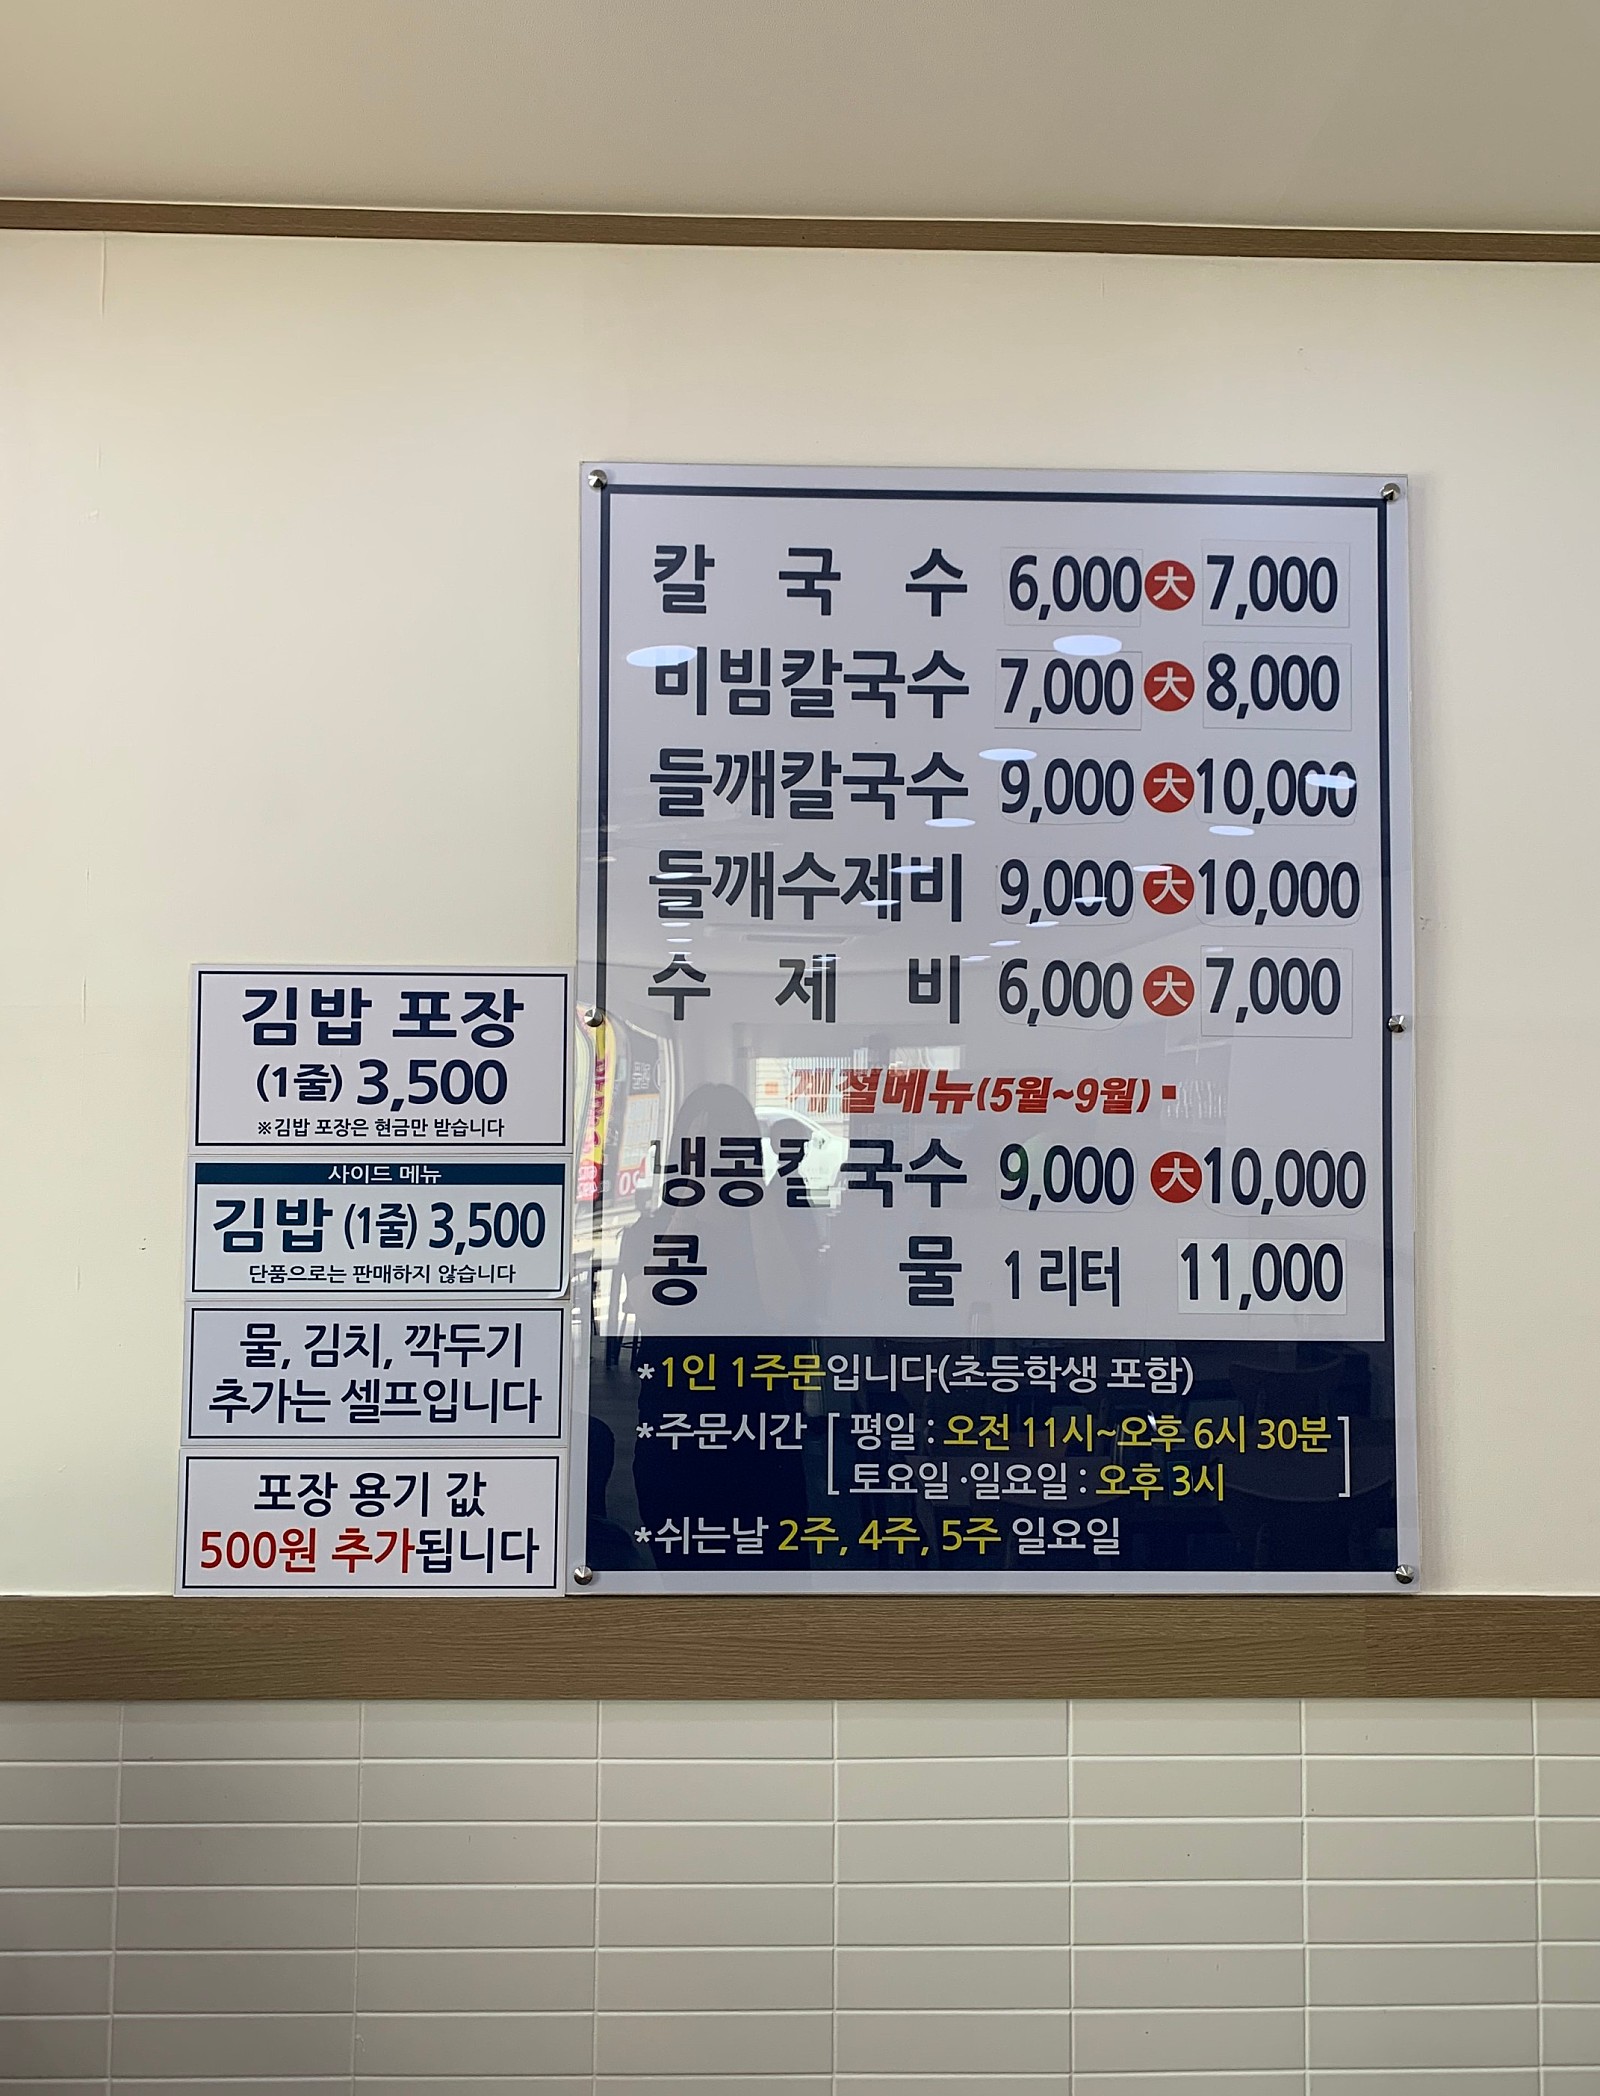 칼국수 6,000 大 7,000
비빔칼국수 7,000 大 8,000
들깨칼국수 9,000 大 10,000
들깨수제비 9,000 大 10,000
수제비 6,000 大 7,000
계절메뉴(5월~9월)
냉콩칼국수 9,000 大 10,000
콩물 1리터 11,000
*1인 1주문입니다(초등학생 포함)
*주문시간 [ 평일 : 오전 11시~오후 6시 30분
토요일·일요일 : 오후 3시 ]
*쉬는날 2주, 4주, 5주 일요일
김밥 포장
(1줄) 3,500
※김밥 포장은 현금만 받습니다
사이드 메뉴
김밥 (1줄) 3,500
단품으로는 판매하지 않습니다
물, 김치, 깍두기
추가는 셀프입니다
포장 용기 값
500원 추가됩니다